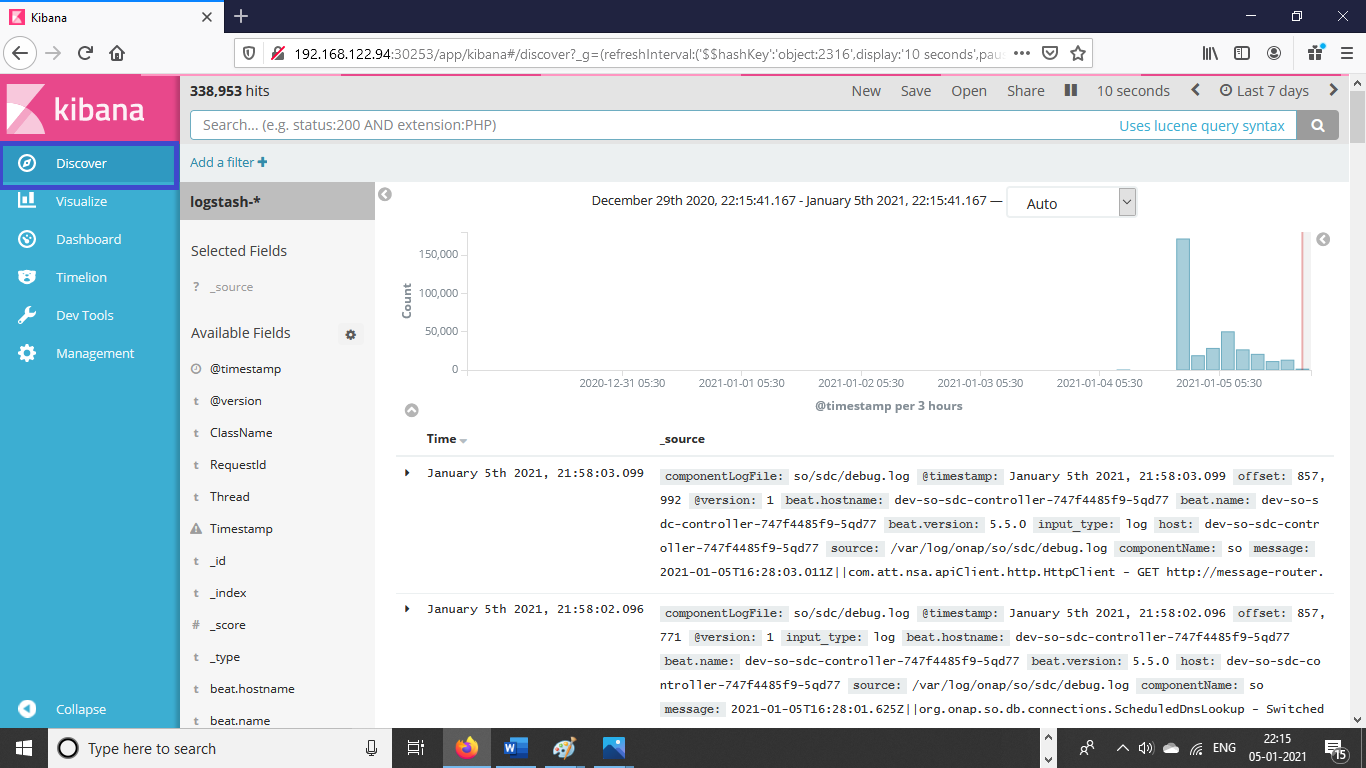 Kibana
192.168.122.94:30253/app/kibana#/discover?_g=(refreshInterval:('$$hashKey':'object:2316',display:'10 seconds',pau
kibana
338,953 hits
New Save Open Share 10 seconds Last 7 days
Search... (e.g. status:200 AND extension:PHP) Uses lucene query syntax
Add a filter
Discover
Visualize
Dashboard
Timelion
Dev Tools
Management
Collapse
logstash-*
Selected Fields
? _source
Available Fields
@timestamp
t @version
t ClassName
t RequestId
t Thread
Timestamp
t _id
t _index
# _score
t _type
t beat.hostname
t beat.name
December 29th 2020, 22:15:41.167 - January 5th 2021, 22:15:41.167 — Auto
150,000
100,000
50,000
0
Count
2020-12-31 05:30 2021-01-01 05:30 2021-01-02 05:30 2021-01-03 05:30 2021-01-04 05:30 2021-01-05 05:30
@timestamp per 3 hours
Time _source
January 5th 2021, 21:58:03.099 componentLogFile: so/sdc/debug.log @timestamp: January 5th 2021, 21:58:03.099 offset: 857,
992 @version: 1 beat.hostname: dev-so-sdc-controller-747f4485f9-5qd77 beat.name: dev-so-s
dc-controller-747f4485f9-5qd77 beat.version: 5.5.0 input_type: log host: dev-so-sdc-contr
oller-747f4485f9-5qd77 source: /var/log/onap/so/sdc/debug.log componentName: so message:
2021-01-05T16:28:03.011Z||com.att.nsa.apiClient.http.HttpClient - GET http://message-router.
January 5th 2021, 21:58:02.096 componentLogFile: so/sdc/debug.log @timestamp: January 5th 2021, 21:58:02.096 offset: 857,
771 @version: 1 input_type: log beat.hostname: dev-so-sdc-controller-747f4485f9-5qd77
beat.name: dev-so-sdc-controller-747f4485f9-5qd77 beat.version: 5.5.0 host: dev-so-sdc-co
ntroller-747f4485f9-5qd77 source: /var/log/onap/so/sdc/debug.log componentName: so
message: 2021-01-05T16:28:01.625Z||org.onap.so.db.connections.ScheduledDnsLookup - Switched
Type here to search
ENG
22:15
05-01-2021
15